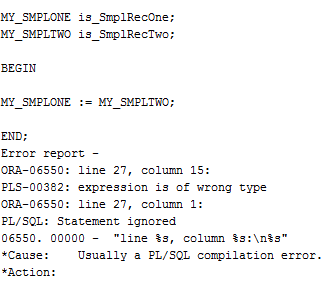 MY_SMPLONE is_SmplRecOne;
MY_SMPLTWO is_SmplRecTwo;
BEGIN
MY_SMPLONE := MY_SMPLTWO;
END;
Error report -
ORA-06550: line 27, column 15:
PLS-00382: expression is of wrong type
ORA-06550: line 27, column 1:
PL/SQL: Statement ignored
06550. 00000 - "line %s, column %s:\n%s"
*Cause: Usually a PL/SQL compilation error.
*Action: